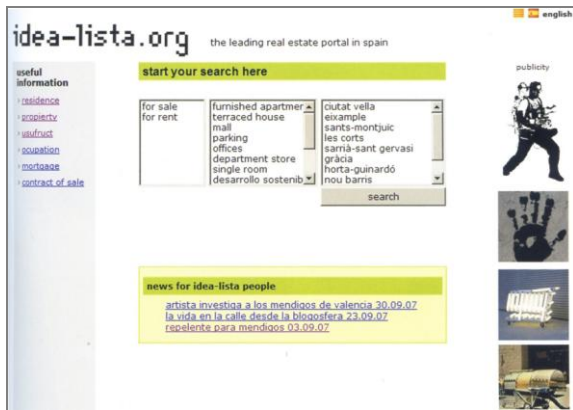 english
idea-lista.org
the leading real estate portal in spain
useful
information
residence
propierty
usufruct
ocupation
mortgage
contract of sale
start your search here
for sale
for rent
furnished apartmer
terraced house
mall
parking
offices
department store
single room
desarrollo sostenib
ciutat vella
eixample
sants-montjuic
les corts
sarrià-sant gervasi
gràcia
horta-guinardó
nou barris
search
publicity
news for idea-lista people
artista investiga a los mendigos de valencia 30.09.07
la vida en la calle desde la blogosfera 23.09.07
repelente para mendigos 03.09.07